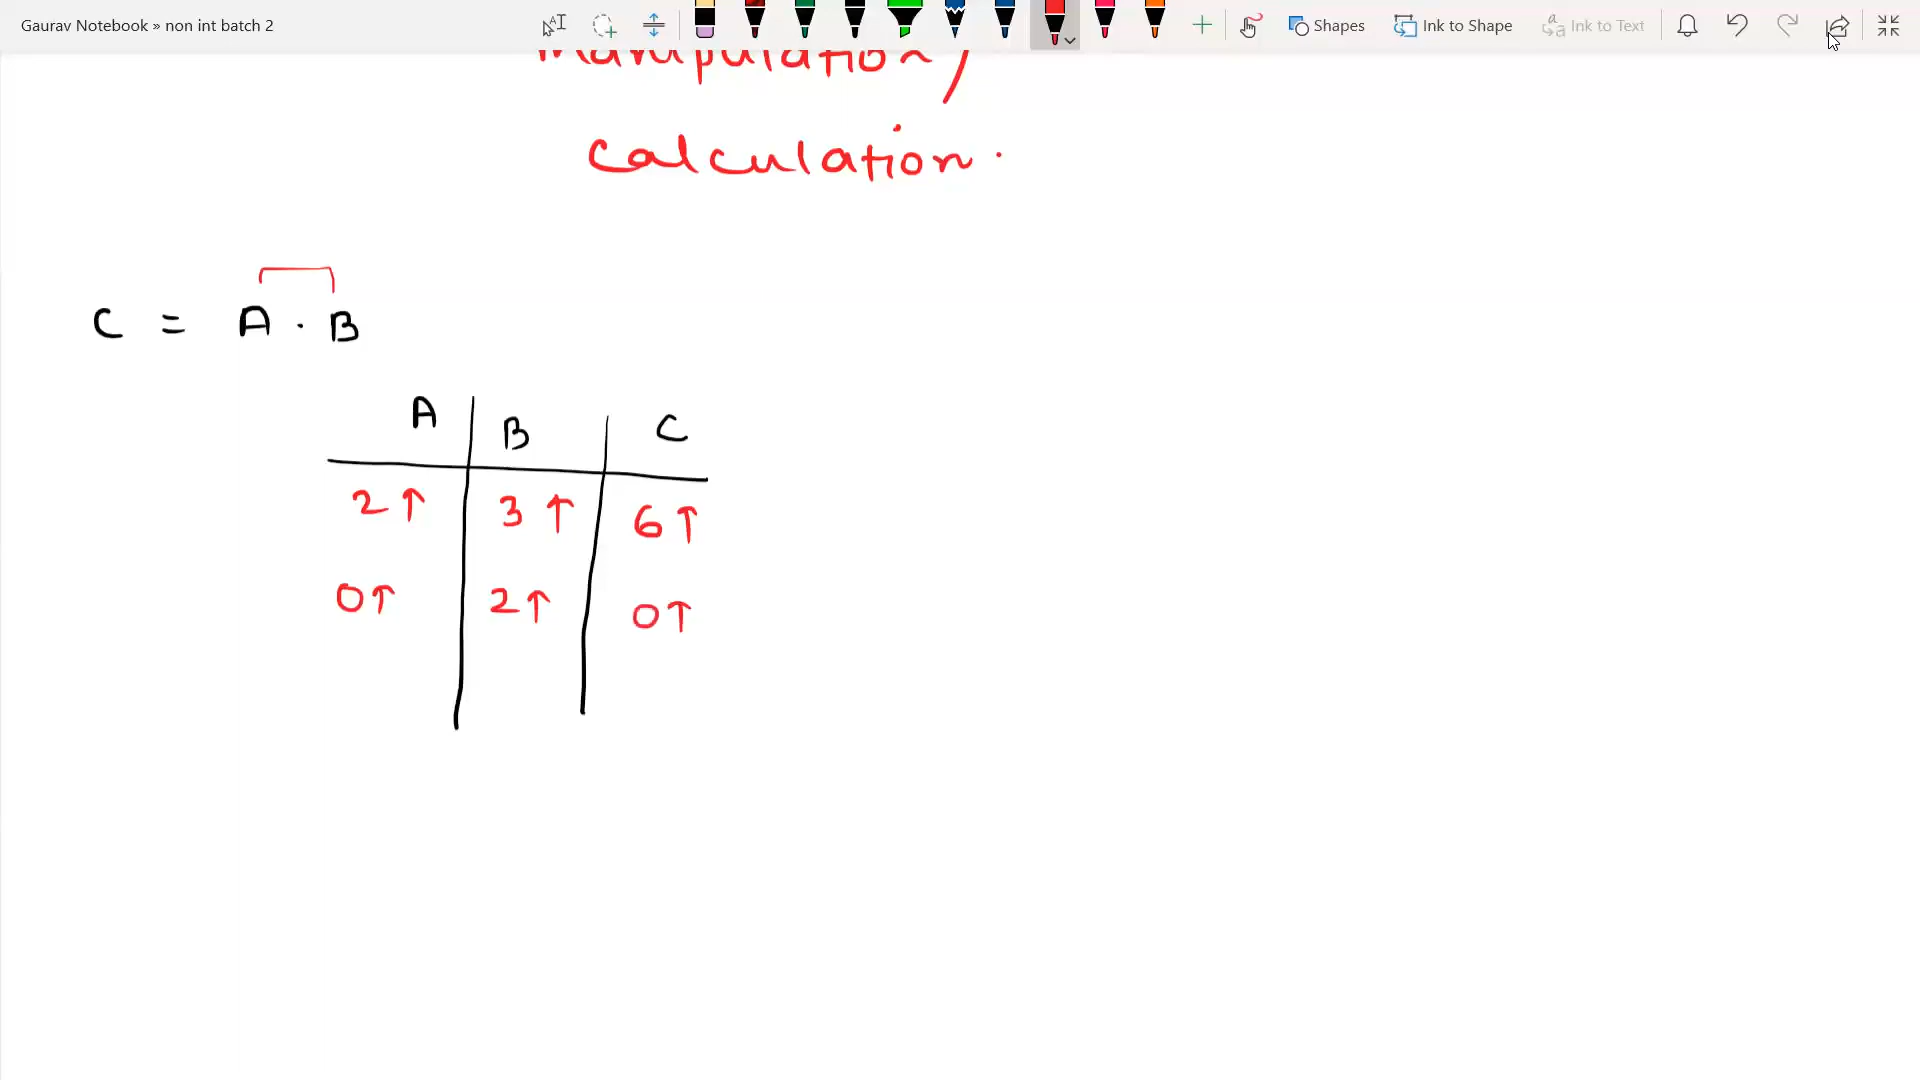 Gaurav Notebook » non int batch 2
Shapes
Ink to Shape
Ink to Text
manipulation /
calculation.
C = A . B
A B C
2↑ 3↑ 6↑
0↑ 2↑ 0↑